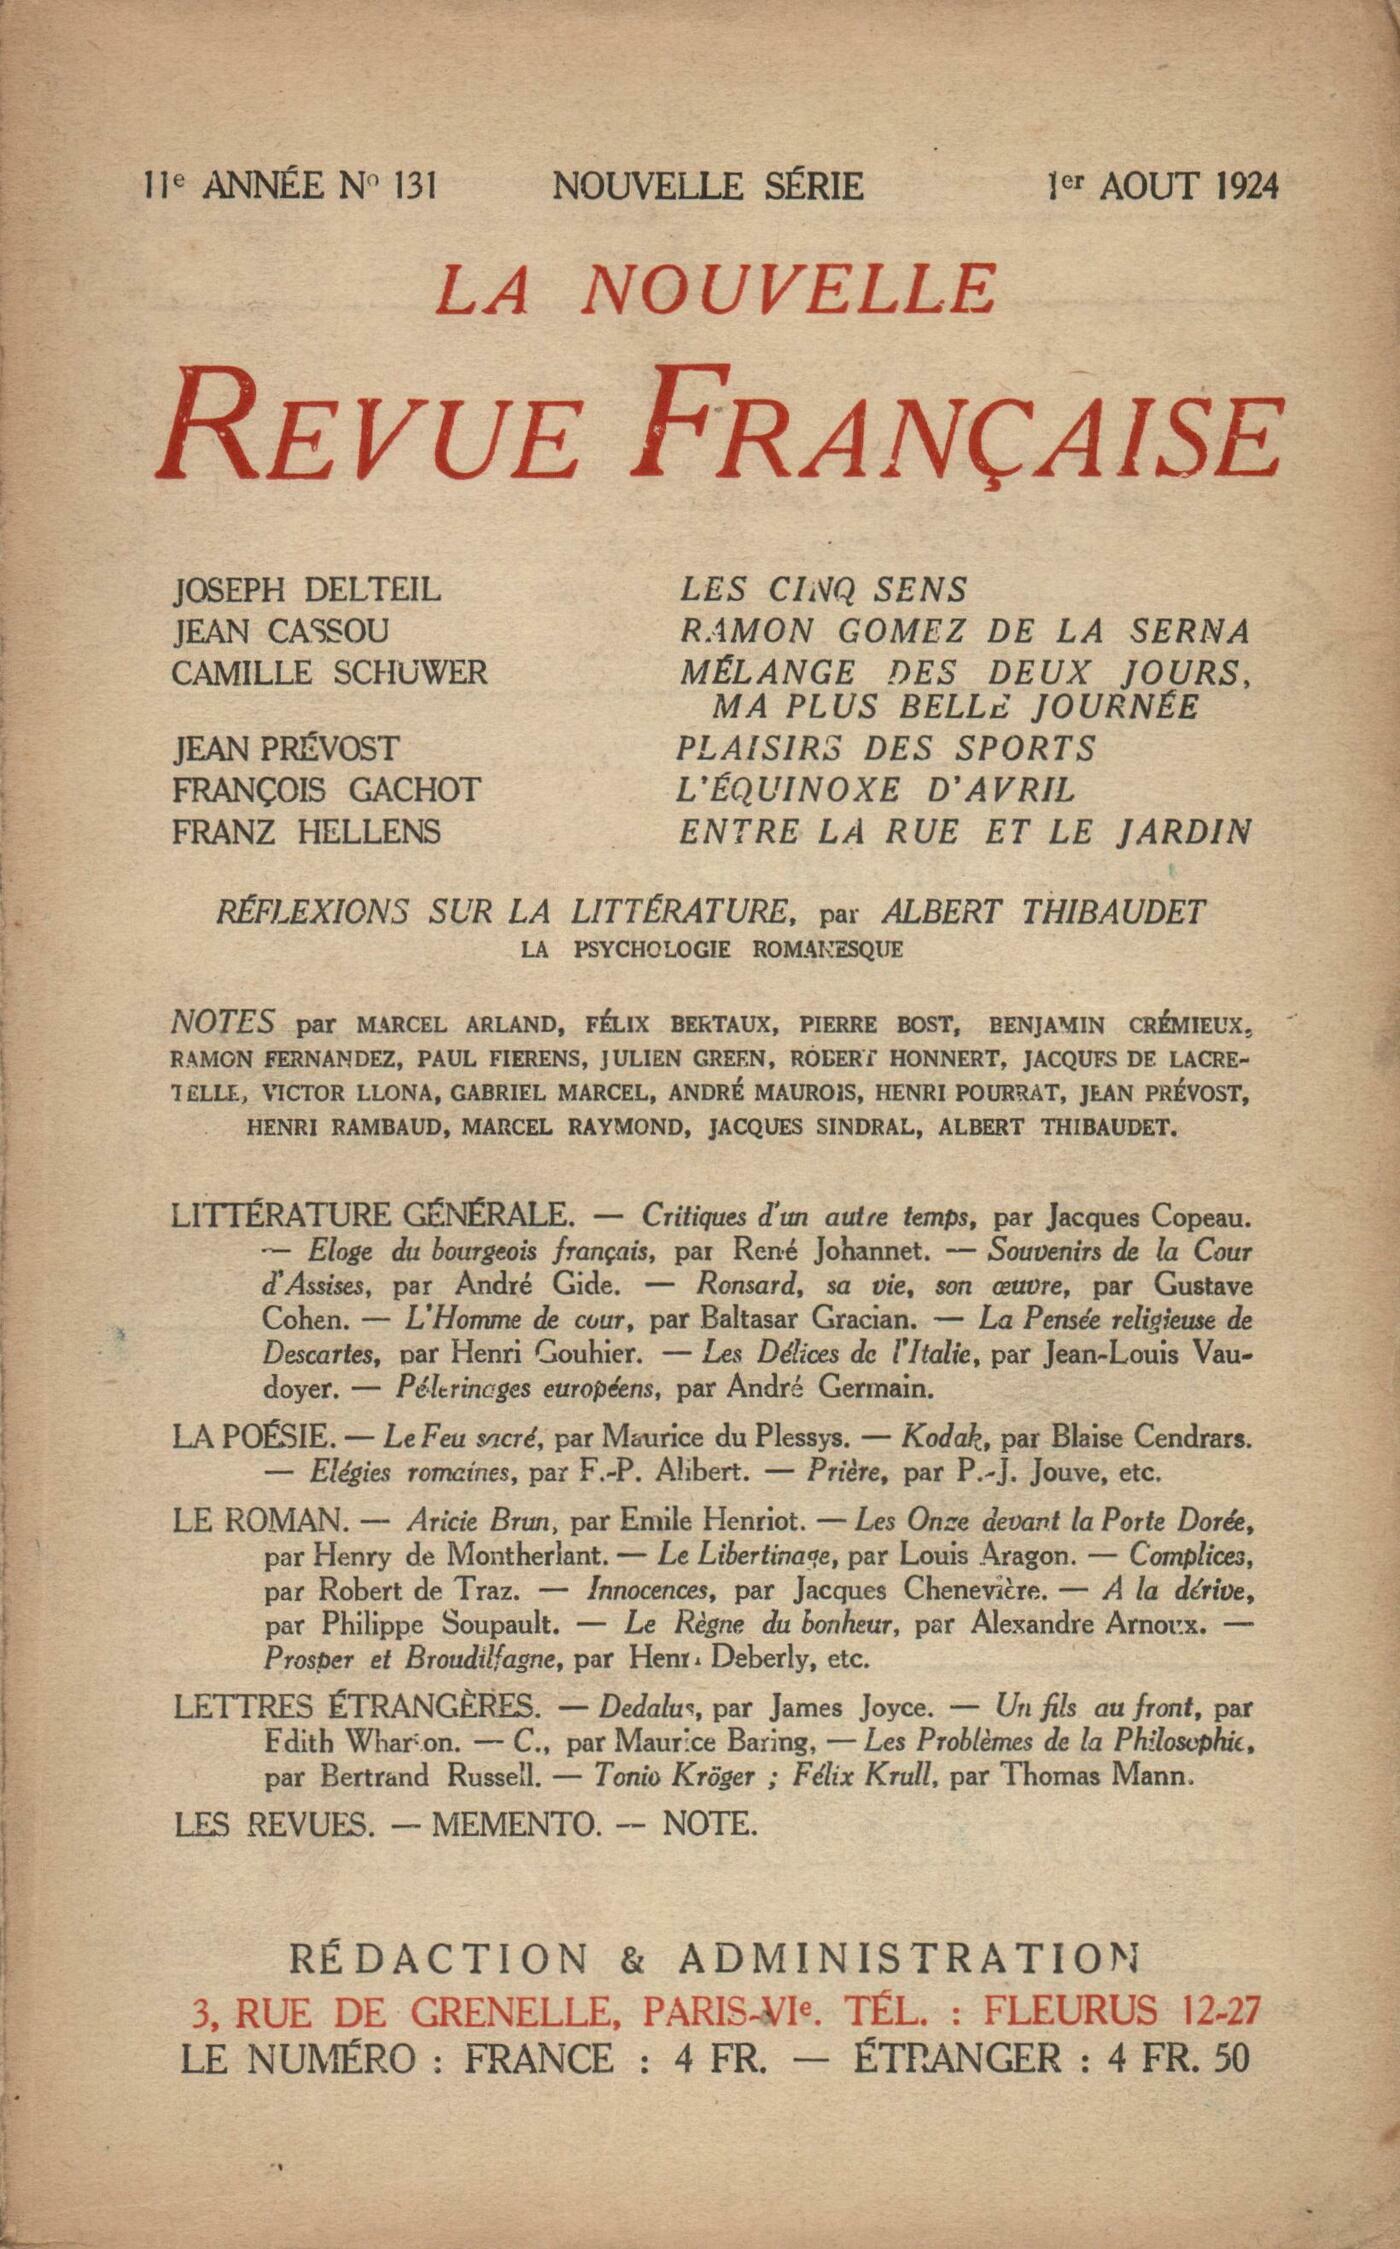 11e ANNÉE No 131 NOUVELLE SÉRIE 1er AOUT 1924
LA NOUVELLE
REVUE FRANÇAISE
JOSEPH DELTEIL LES CINQ SENS
JEAN CASSOU RAMON GOMEZ DE LA SERNA
CAMILLE SCHUWER MÉLANGE DES DEUX JOURS,
MA PLUS BELLE JOURNÉE
JEAN PRÉVOST PLAISIRS DES SPORTS
FRANÇOIS GACHOT L'ÉQUINOXE D'AVRIL
FRANZ HELLENS ENTRE LA RUE ET LE JARDIN
RÉFLEXIONS SUR LA LITTÉRATURE, par ALBERT THIBAUDET
LA PSYCHOLOGIE ROMANESQUE
NOTES par MARCEL ARLAND, FÉLIX BERTAUX, PIERRE BOST, BENJAMIN CRÉMIEUX,
RAMON FERNANDEZ, PAUL FIERENS, JULIEN GREEN, ROBERT HONNERT, JACQUES DE LACRE-
TELLE, VICTOR LLONA, GABRIEL MARCEL, ANDRÉ MAUROIS, HENRI POURRAT, JEAN PRÉVOST,
HENRI RAMBAUD, MARCEL RAYMOND, JACQUES SINDRAL, ALBERT THIBAUDET.
LITTÉRATURE GÉNÉRALE. — Critiques d'un autre temps, par Jacques Copeau.
— Eloge du bourgeois français, par René Johannet. — Souvenirs de la Cour
d'Assises, par André Gide. — Ronsard, sa vie, son œuvre, par Gustave
Cohen. — L'Homme de cour, par Baltasar Gracian. — La Pensée religieuse de
Descartes, par Henri Gouhier. — Les Délices de l'Italie, par Jean-Louis Vau-
doyer. — Pélerinages européens, par André Germain.
LA POÉSIE. — Le Feu sacré, par Maurice du Plessys. — Kodak, par Blaise Cendrars.
— Elégies romaines, par F.-P. Alibert. — Prière, par P.-J. Jouve, etc.
LE ROMAN. — Aricie Brun, par Emile Henriot. — Les Onze devant la Porte Dorée,
par Henry de Montherlant. — Le Libertinage, par Louis Aragon. — Complices,
par Robert de Traz. — Innocences, par Jacques Chenevière. — A la dérive,
par Philippe Soupault. — Le Règne du bonheur, par Alexandre Arnoux. —
Prosper et Broudilfagne, par Henri Deberly, etc.
LETTRES ÉTRANGÈRES. — Dedalus, par James Joyce. — Un fils au front, par
Edith Wharton. — C., par Maurice Baring, — Les Problèmes de la Philosophie,
par Bertrand Russell. — Tonio Kröger ; Félix Krull, par Thomas Mann.
LES REVUES. — MEMENTO. — NOTE.
RÉDACTION & ADMINISTRATION
3, RUE DE GRENELLE, PARIS-VIe. TÉL. : FLEURUS 12-27
LE NUMÉRO : FRANCE : 4 FR. — ÉTRANGER : 4 FR. 50